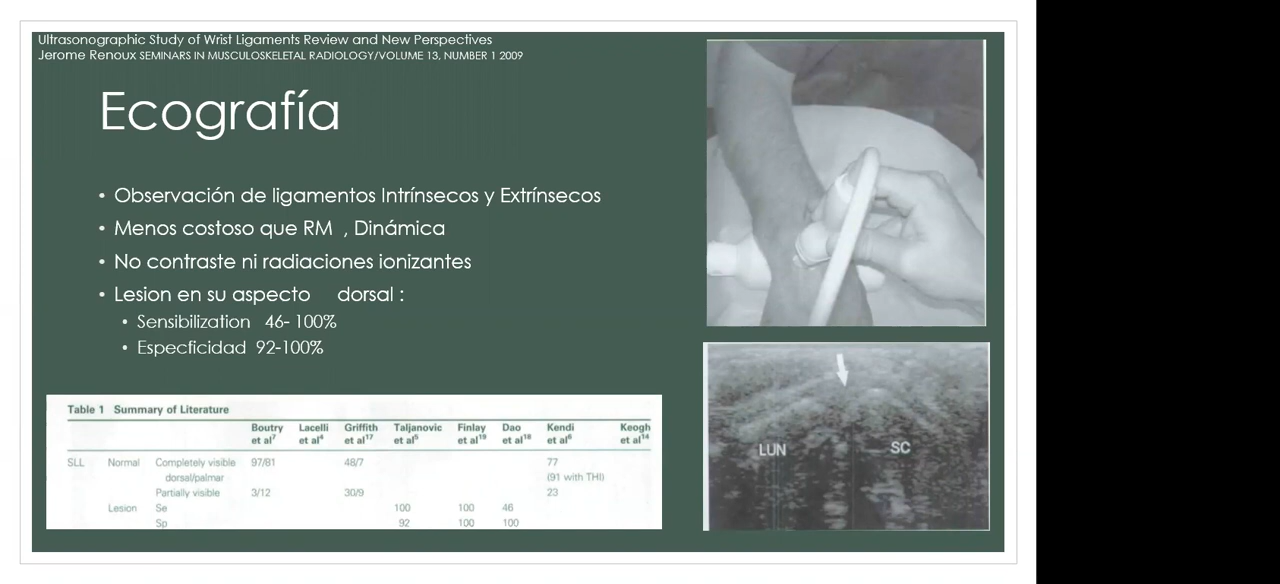 Ultrasonographic Study of Wrist Ligaments Review and New Perspectives
Jerome Renoux SEMINARS IN MUSCULOSKELETAL RADIOLOGY/VOLUME 13, NUMBER 1 2009
Ecografía
• Observación de ligamentos Intrínsecos y Extrínsecos
• Menos costoso que RM , Dinámica
• No contraste ni radiaciones ionizantes
• Lesion en su aspecto dorsal :
• Sensibilization 46- 100%
• Especficidad 92-100%
Table 1 Summary of Literature
Boutry Lacelli Griffith Taljanovic Finlay Dao Kendi Keogh
et al7 et al4 et al17 et al5 et al19 et al18 et al6 et al14
SLL Normal Completely visible 97/81 48/7 77
dorsal/palmar (91 with THI)
Partially visible 3/12 30/9 23
Lesion Se 100 100 46
Sp 92 100 100
LUN SC